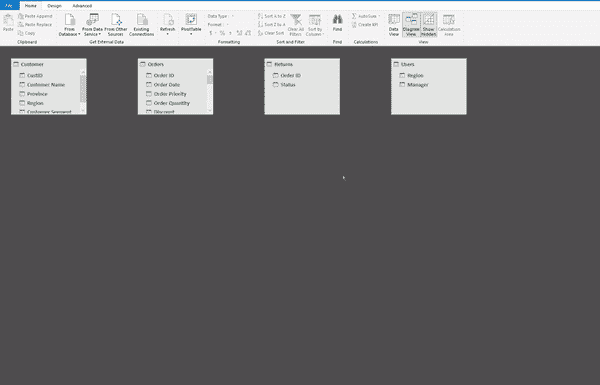 File Home Design Advanced
Paste
Paste Append
Paste Replace
Copy
Clipboard
From Database
From Data Service
From Other Sources
Existing Connections
Get External Data
Refresh
PivotTable
Data Type :
Format :
$ %
Formatting
Sort A to Z
Sort Z to A
Clear Sort
Clear All Filters
Sort by Column
Sort and Filter
Find
Find
AutoSum
Create KPI
Calculations
Data View
Diagram View
Show Hidden
Calculation Area
View
Customer
CustID
Customer Name
Province
Region
Customer Segment
Orders
Order ID
Order Date
Order Priority
Order Quantity
Discount
Returns
Order ID
Status
Users
Region
Manager